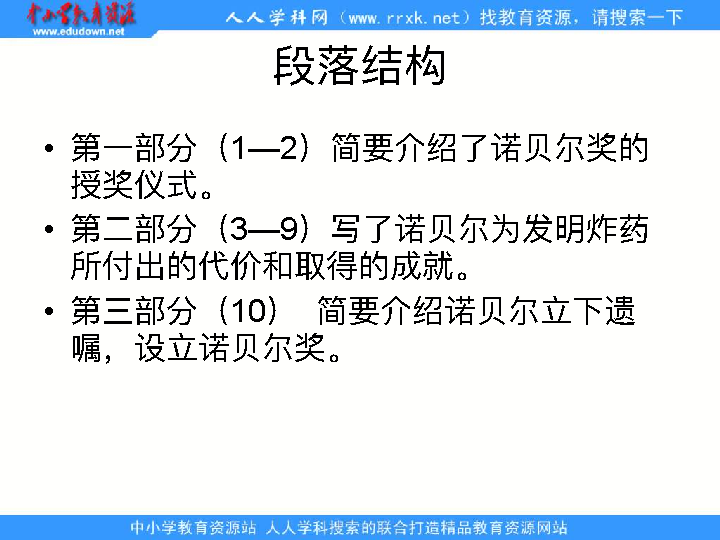 中小学教育资源
www.edudown.net
人人学科网（www.rrxk.net）找教育资源，请搜索一下
段落结构
• 第一部分（1—2）简要介绍了诺贝尔奖的
授奖仪式。
• 第二部分（3—9）写了诺贝尔为发明炸药
所付出的代价和取得的成就。
• 第三部分（10） 简要介绍诺贝尔立下遗
嘱，设立诺贝尔奖。
中小学教育资源站 人人学科搜索的联合打造精品教育资源网站